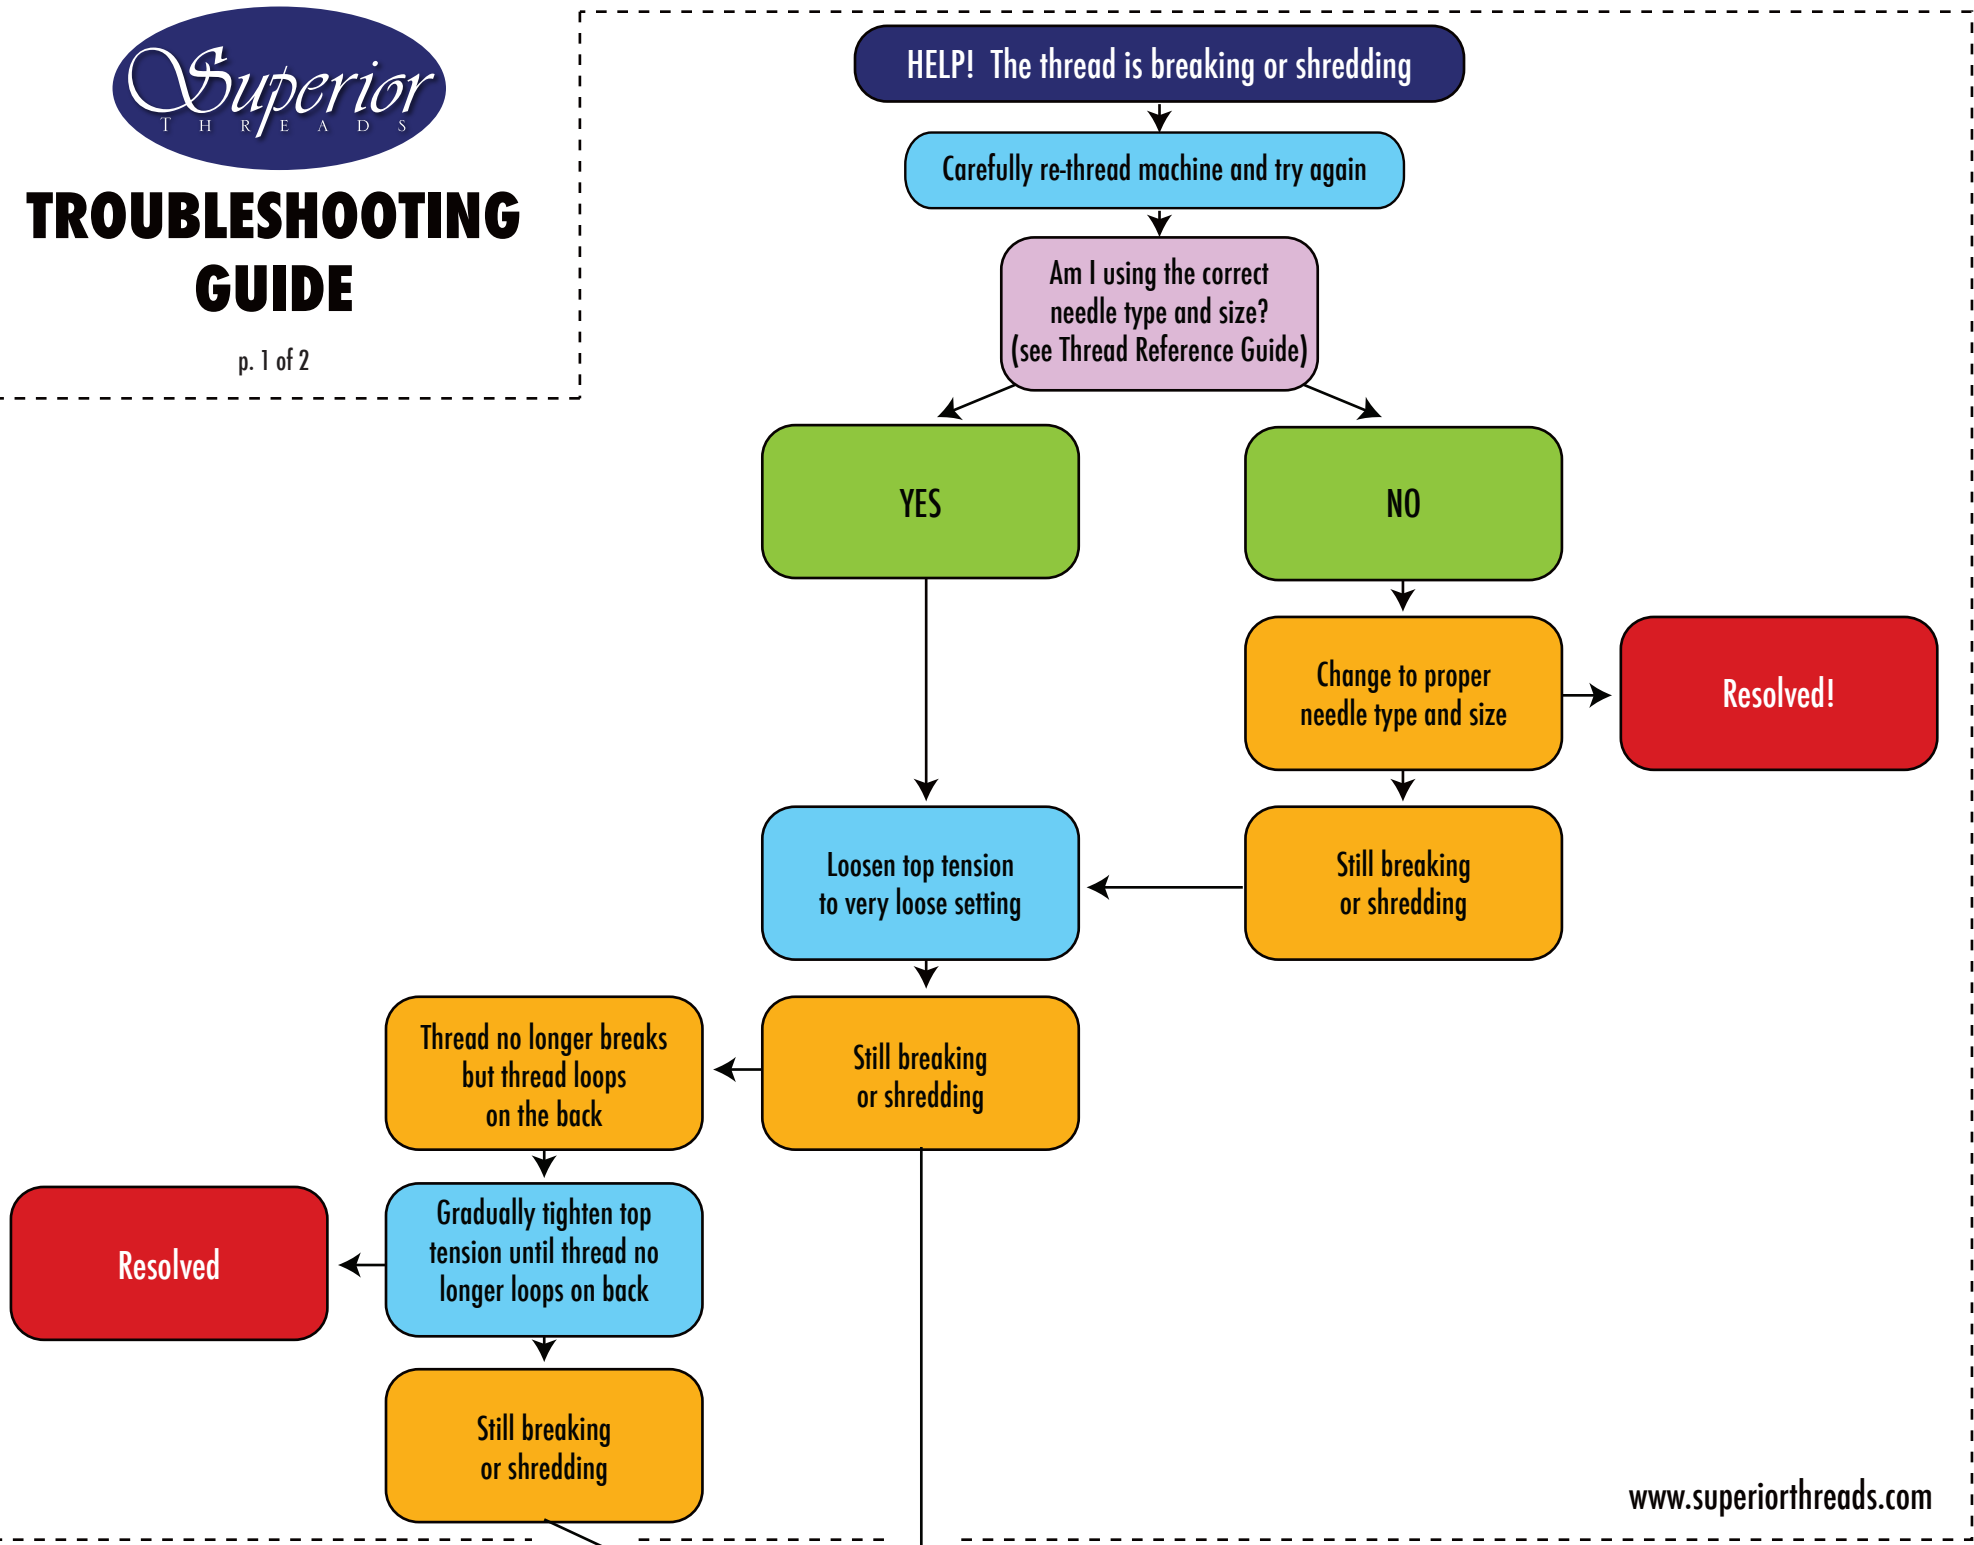 Superior
THREADS
TROUBLESHOOTING
GUIDE
p. 1 of 2
HELP! The thread is breaking or shredding
Carefully re-thread machine and try again
Am I using the correct
needle type and size?
(see Thread Reference Guide)
YES
NO
Change to proper
needle type and size
Resolved!
Loosen top tension
to very loose setting
Still breaking
or shredding
Thread no longer breaks
but thread loops
on the back
Still breaking
or shredding
Resolved
Gradually tighten top
tension until thread no
longer loops on back
Still breaking
or shredding
www.superiorthreads.com